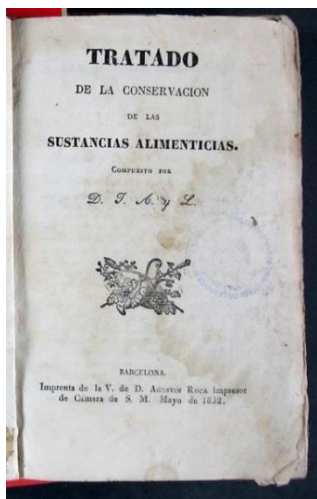 TRATADO
DE LA CONSERVACION
DE LAS
SUSTANCIAS ALIMENTICIAS.
COMPUESTO POR
D. J. A. y L.
BARCELONA.
Imprenta de la V. de D. AGUSTIN ROCA impresor
de Cámara de S. M. Mayo de 1832.